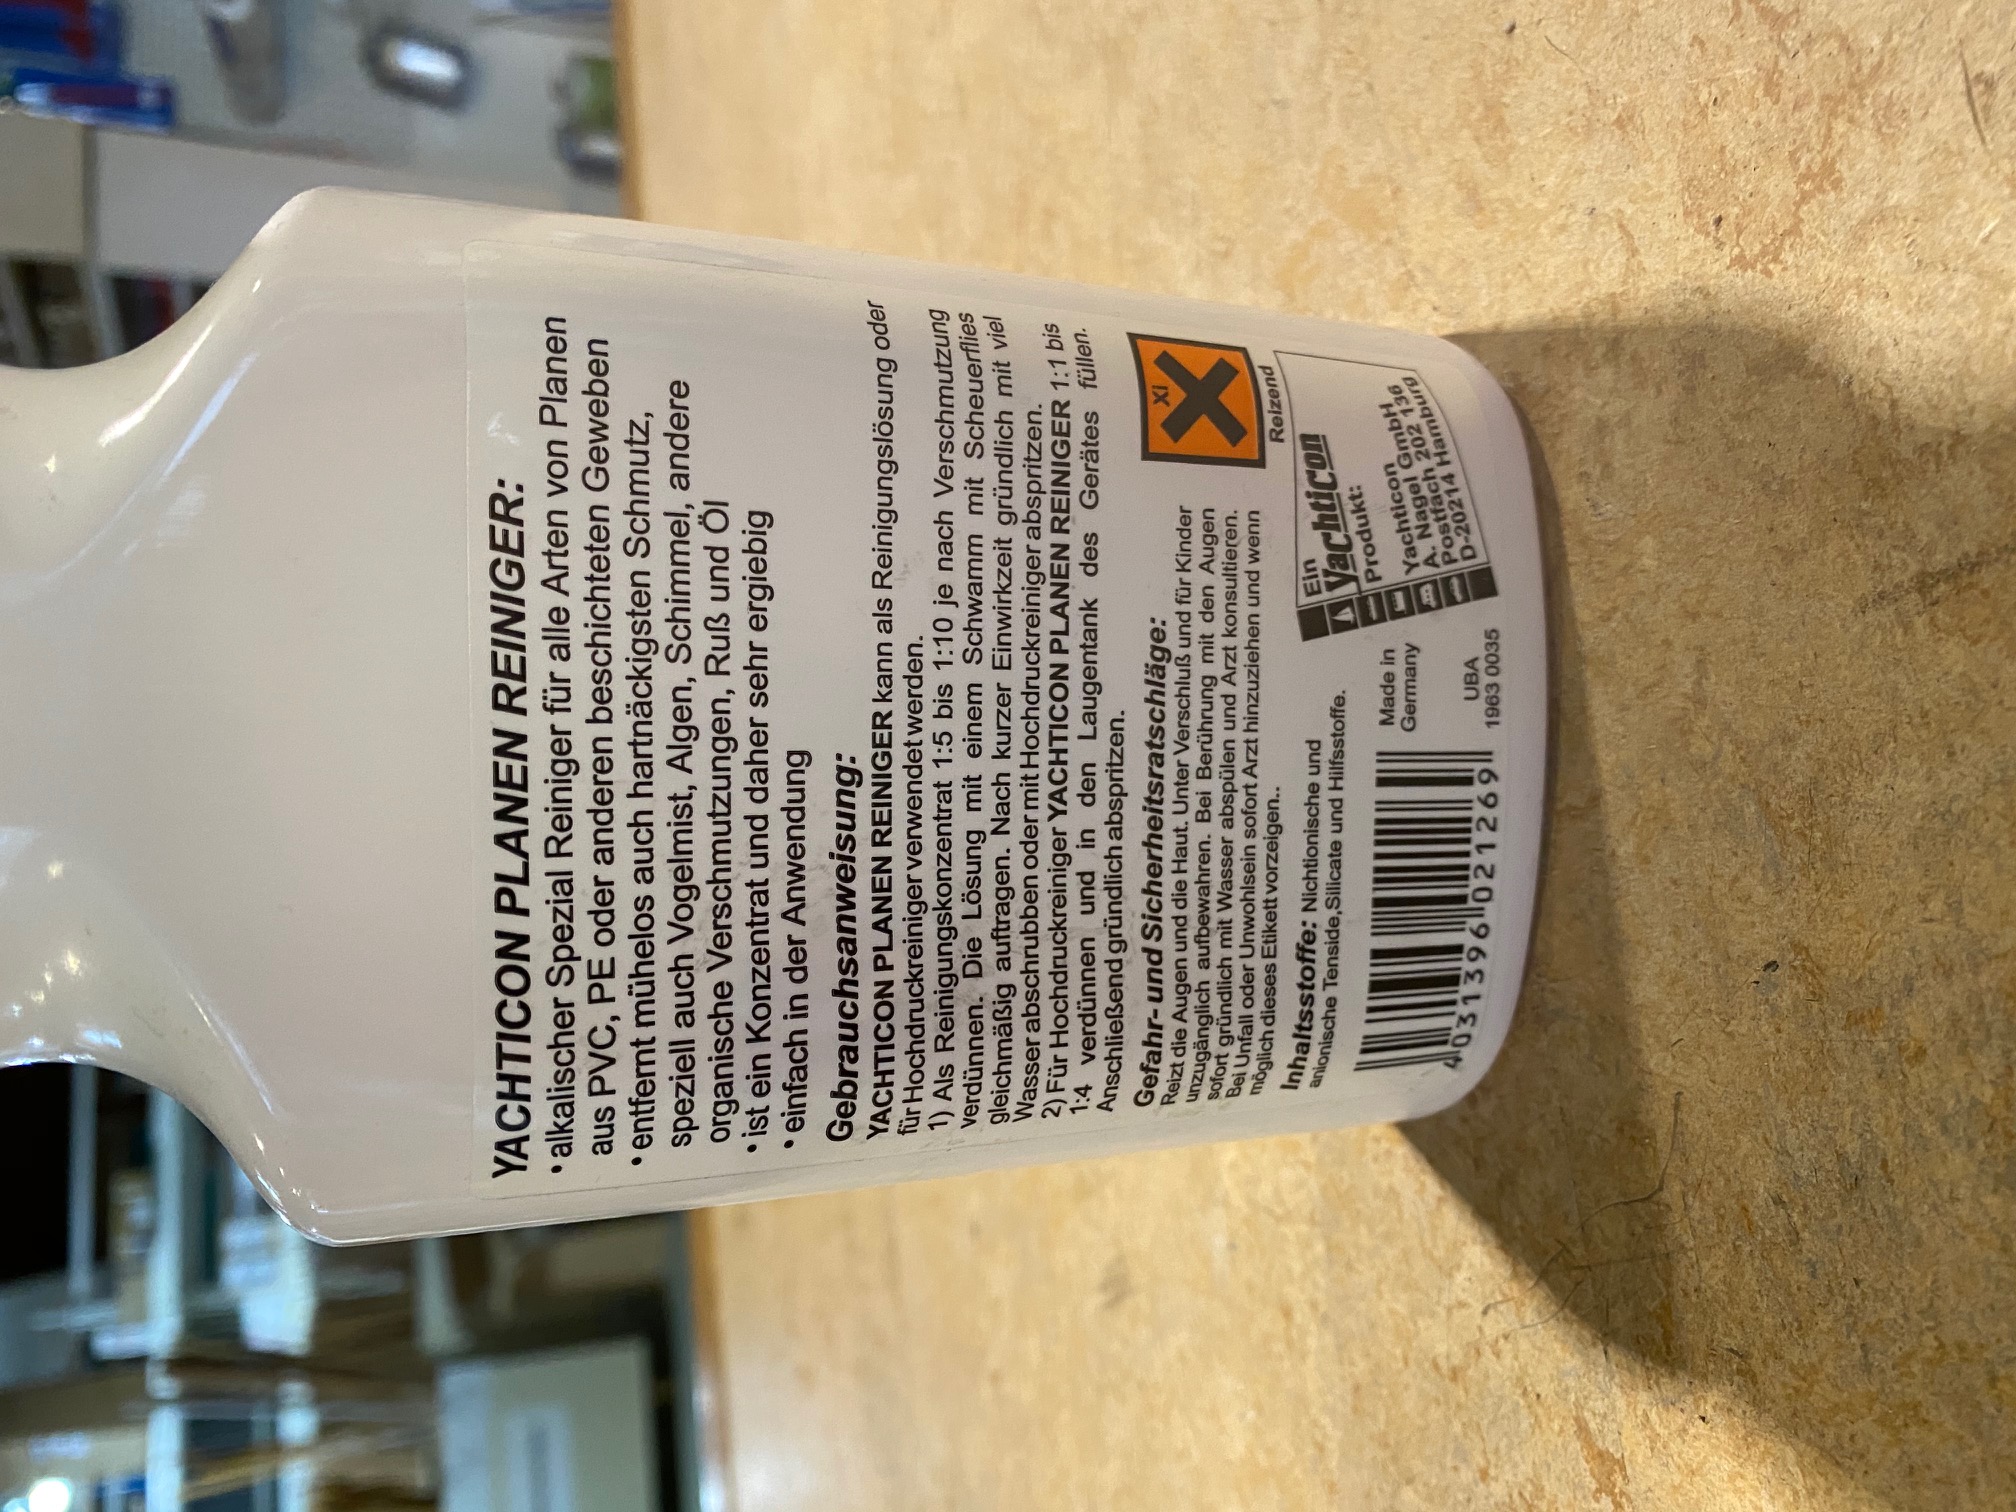 YACHTICON PLANEN REINIGER:
• alkalischer Spezial Reiniger für alle Arten von Planen
aus PVC, PE oder anderen beschichteten Geweben
• entfernt mühelos auch hartnäckigsten Schmutz,
speziell auch Vogelmist, Algen, Schimmel, andere
organische Verschmutzungen, Ruß und Öl
• ist ein Konzentrat und daher sehr ergiebig
• einfach in der Anwendung
Gebrauchsanweisung:
YACHTICON PLANEN REINIGER kann als Reinigungslösung oder
für Hochdruckreiniger verwendet werden.
1) Als Reinigungskonzentrat 1:5 bis 1:10 je nach Verschmutzung
verdünnen. Die Lösung mit einem Schwamm mit Scheuerflies
gleichmäßig auftragen. Nach kurzer Einwirkzeit gründlich mit viel
Wasser abschrubben oder mit Hochdruckreiniger abspritzen.
2) Für Hochdruckreiniger YACHTICON PLANEN REINIGER 1:1 bis
1:4 verdünnen und in den Laugentank des Gerätes füllen.
Anschließend gründlich abspritzen.
Gefahr- und Sicherheitsratschläge:
Reizt die Augen und die Haut. Unter Verschluß und für Kinder
unzugänglich aufbewahren. Bei Berührung mit den Augen
sofort gründlich mit Wasser abspülen und Arzt konsultieren.
Bei Unfall oder Unwohlsein sofort Arzt hinzuziehen und wenn
möglich dieses Etikett vorzeigen..
Xi
Reizend
Inhaltsstoffe: Nichtionische und
anionische Tenside,Silicate und Hilfsstoffe.
Made in
Germany
UBA
1963 0035
4 031396 021269
Ein
Yachticon
Produkt:
Yachticon
A. Nagel GmbH
Postfach 202 136
D-20214 Hamburg